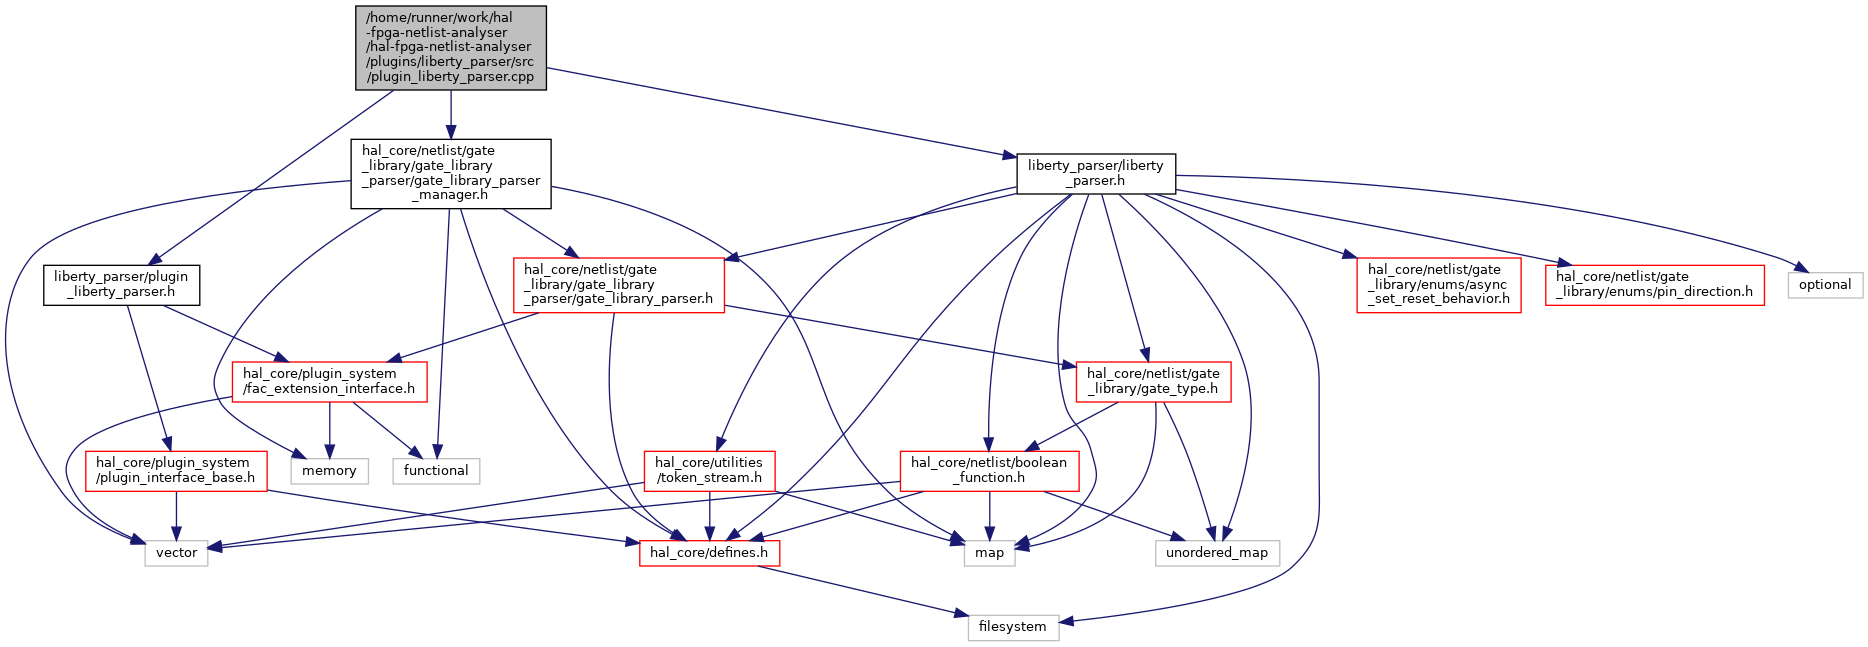 /home/runner/work/hal
-fpga-netlist-analyser
/hal-fpga-netlist-analyser
/plugins/liberty_parser/src
/plugin_liberty_parser.cpp
hal_core/netlist/gate
_library/gate_library
_parser/gate_library_parser
_manager.h
liberty_parser/liberty
_parser.h
liberty_parser/plugin
_liberty_parser.h
hal_core/netlist/gate
_library/gate_library
_parser/gate_library_parser.h
hal_core/netlist/gate
_library/enums/async
_set_reset_behavior.h
hal_core/netlist/gate
_library/enums/pin_direction.h
optional
hal_core/plugin_system
/fac_extension_interface.h
hal_core/netlist/gate
_library/gate_type.h
hal_core/plugin_system
/plugin_interface_base.h
memory
functional
hal_core/utilities
/token_stream.h
hal_core/netlist/boolean
_function.h
vector
hal_core/defines.h
map
unordered_map
filesystem